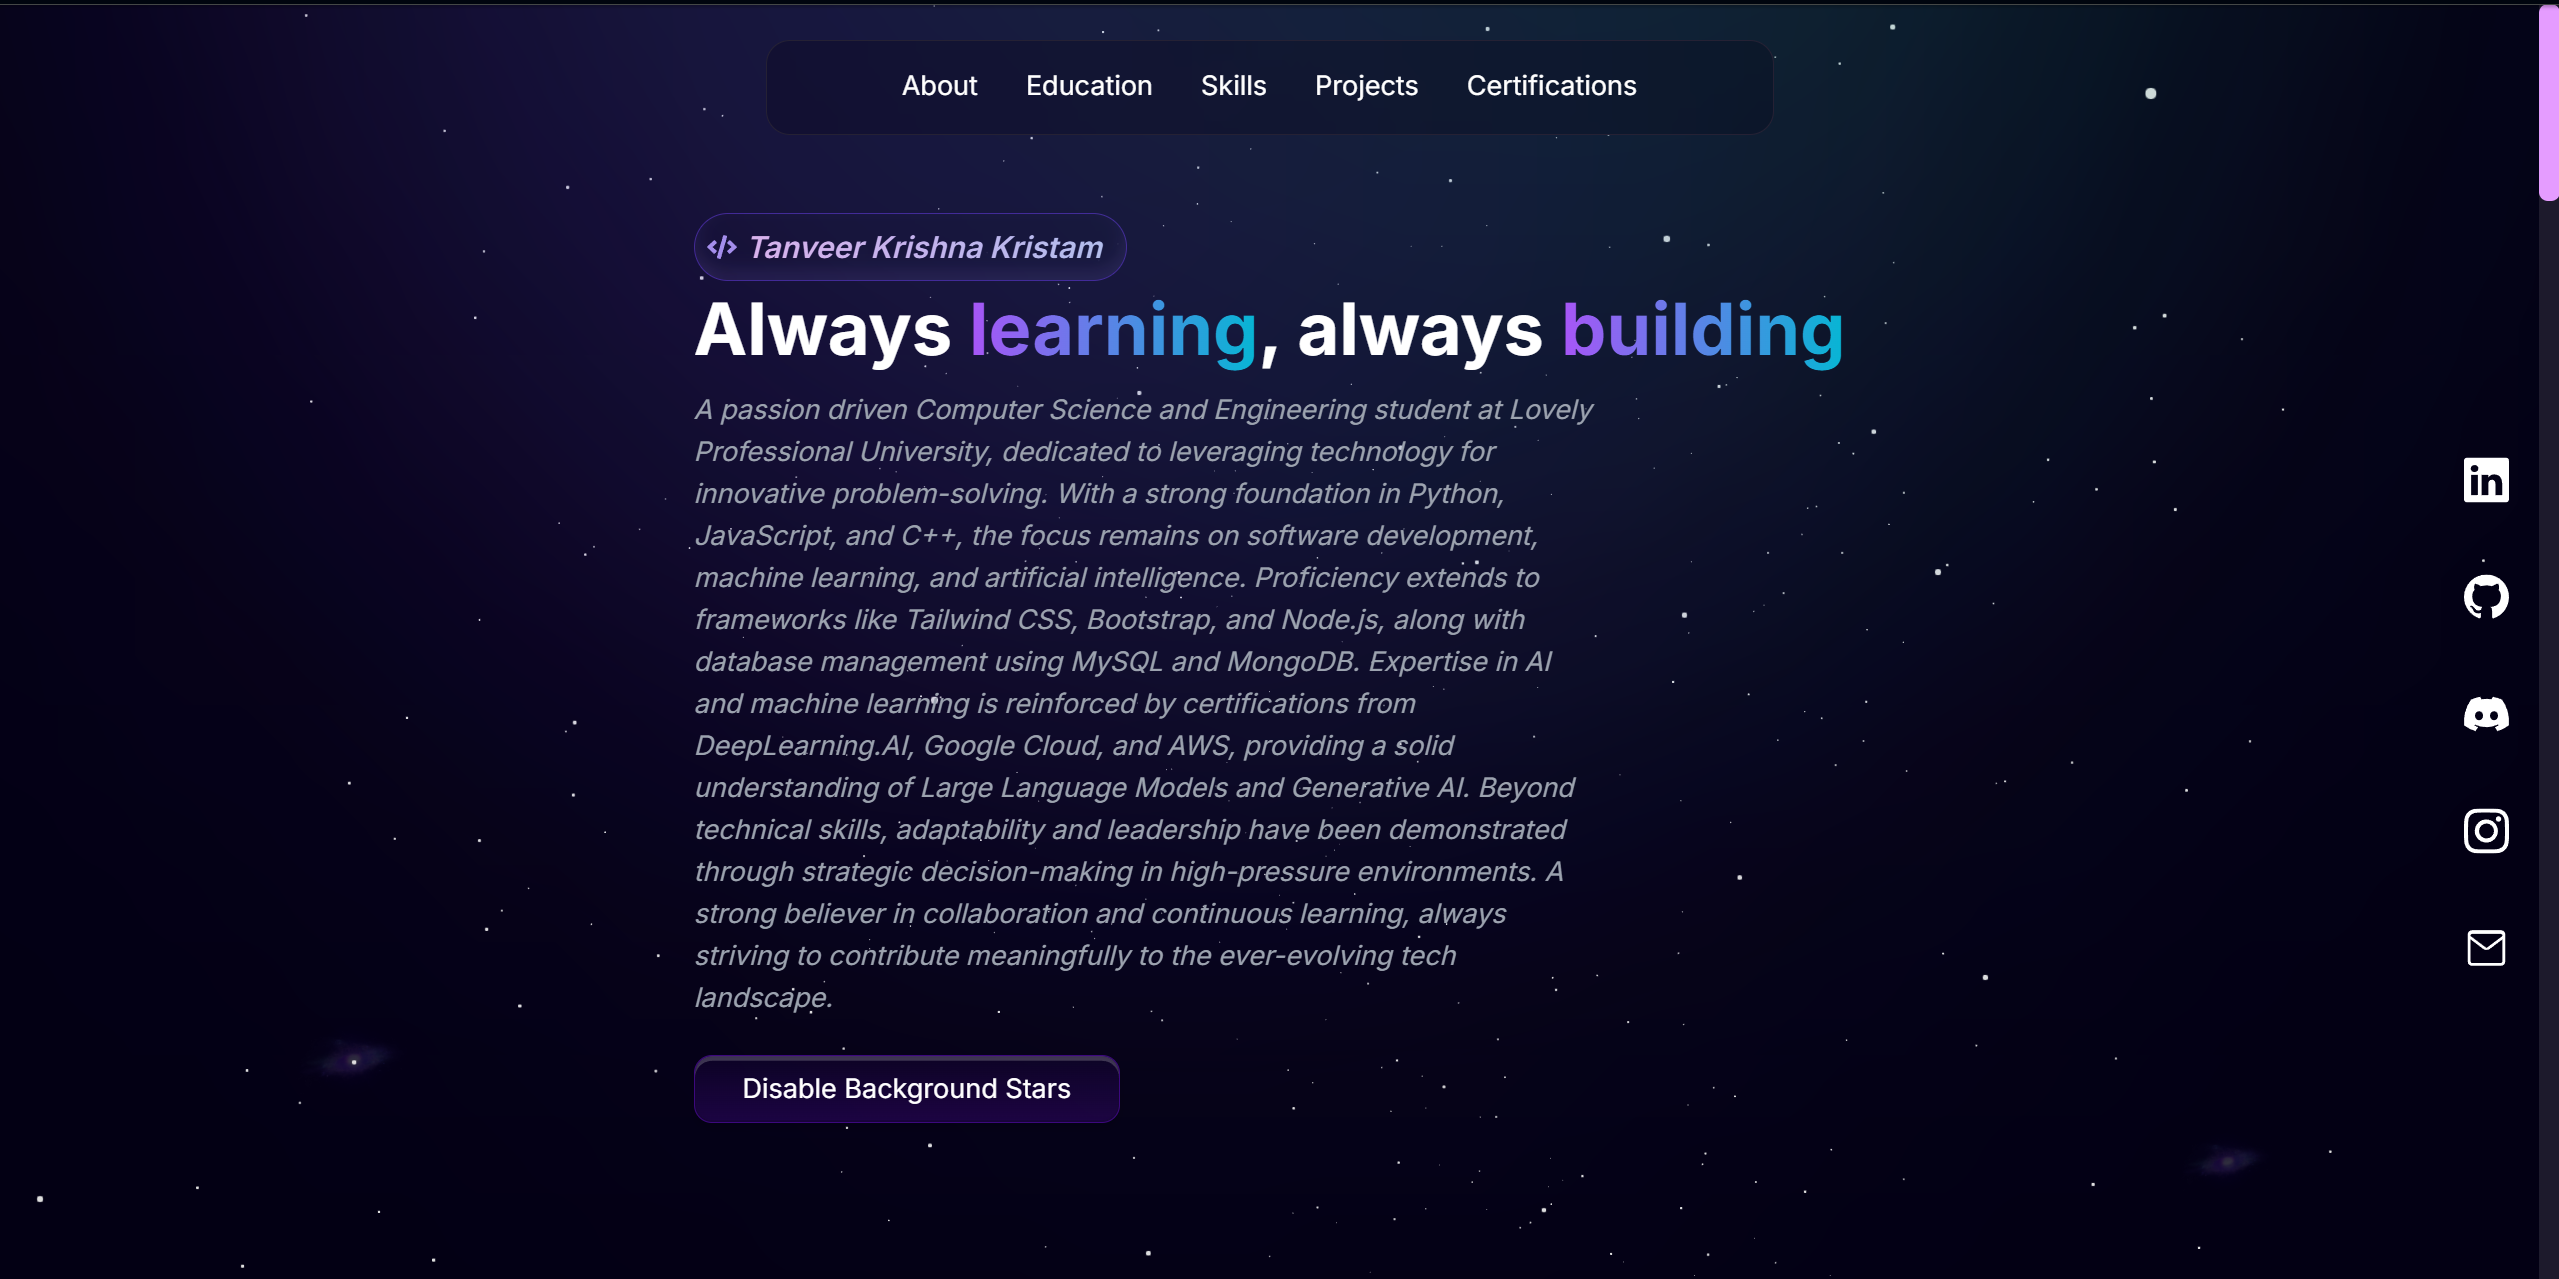 About Education Skills Projects Certifications
</> Tanveer Krishna Kristam
Always learning, always building
A passion driven Computer Science and Engineering student at Lovely
Professional University, dedicated to leveraging technology for
innovative problem-solving. With a strong foundation in Python,
JavaScript, and C++, the focus remains on software development,
machine learning, and artificial intelligence. Proficiency extends to
frameworks like Tailwind CSS, Bootstrap, and Node.js, along with
database management using MySQL and MongoDB. Expertise in AI
and machine learning is reinforced by certifications from
DeepLearning.AI, Google Cloud, and AWS, providing a solid
understanding of Large Language Models and Generative AI. Beyond
technical skills, adaptability and leadership have been demonstrated
through strategic decision-making in high-pressure environments. A
strong believer in collaboration and continuous learning, always
striving to contribute meaningfully to the ever-evolving tech
landscape.
Disable Background Stars
in